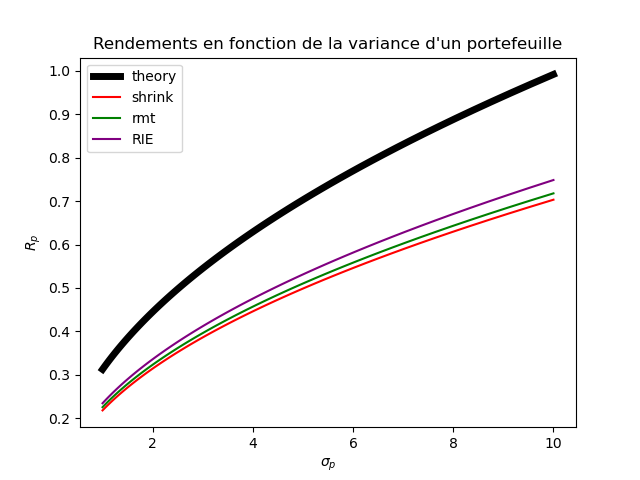 Rendements en fonction de la variance d'un portefeuille
theory
shrink
rmt
RIE
1.0
0.9
0.8
0.7
0.6
0.5
0.4
0.3
0.2
R_p
2 4 6 8 10
σ_p